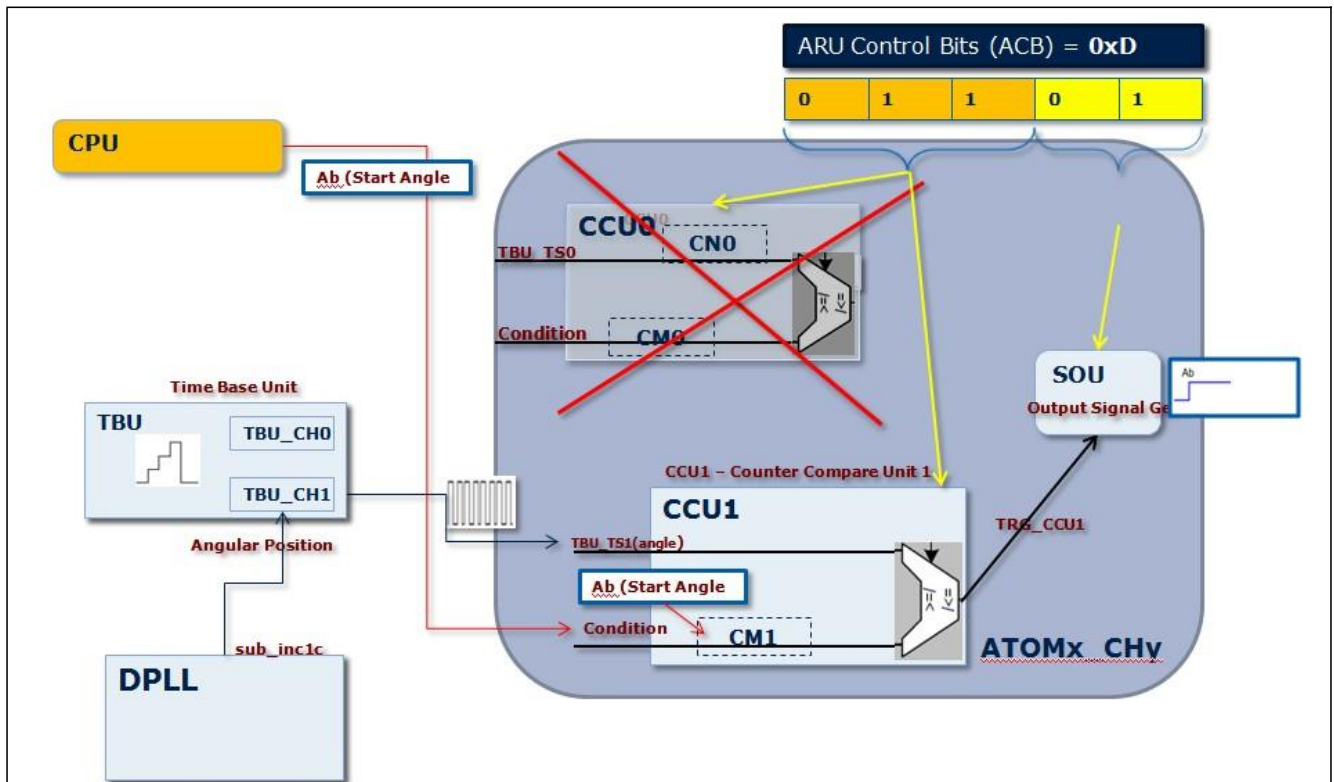 ARU Control Bits (ACB) = 0xD
0 1 1 0 1
CPU
Ab (Start Angle
CCU0
CN0
TBU_TS0
=>/
>=/
Condition
CM0
SOU
Ab
Output Signal Ge
Time Base Unit
TBU
TBU_CH0
TBU_CH1
Angular Position
CCU1 – Counter Compare Unit 1
CCU1
TRG_CCU1
TBU_TS1(angle)
Ab (Start Angle
=>/
>=/
Condition
CM1
ATOMx_CHy
sub_inc1c
DPLL